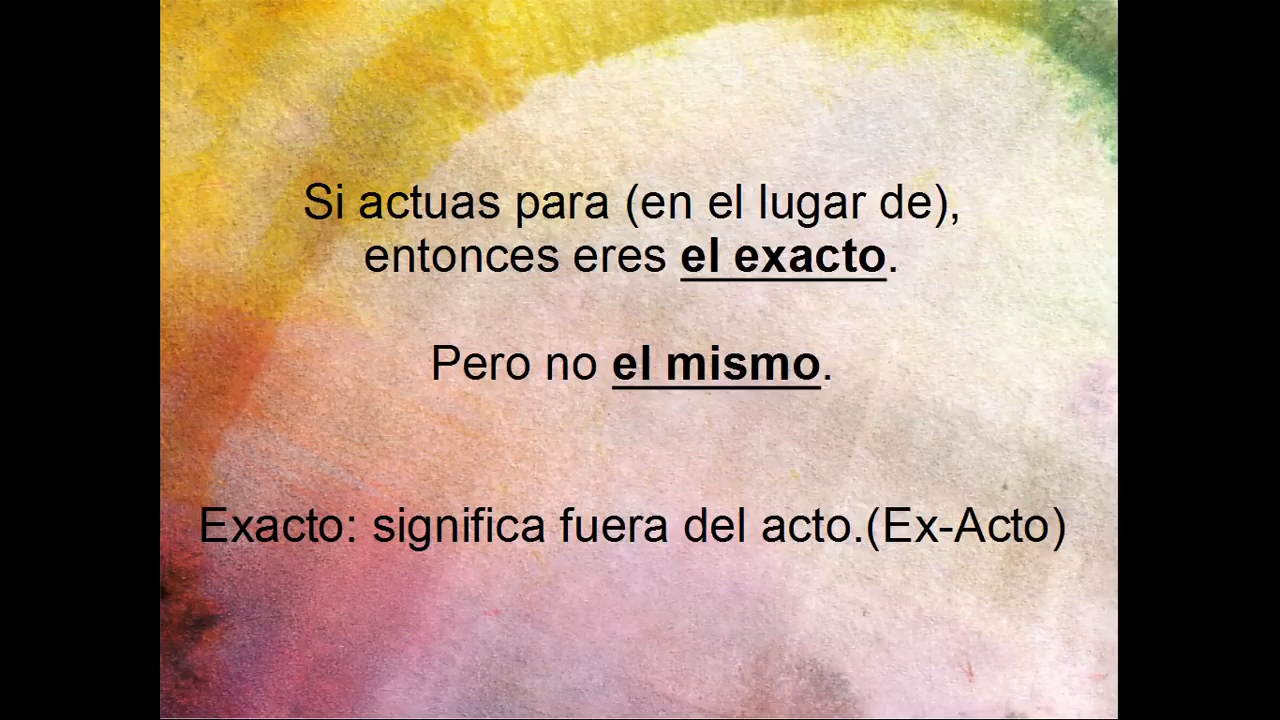 Si actuas para (en el lugar de),
entonces eres el exacto.
Pero no el mismo.
Exacto: significa fuera del acto.(Ex-Acto)